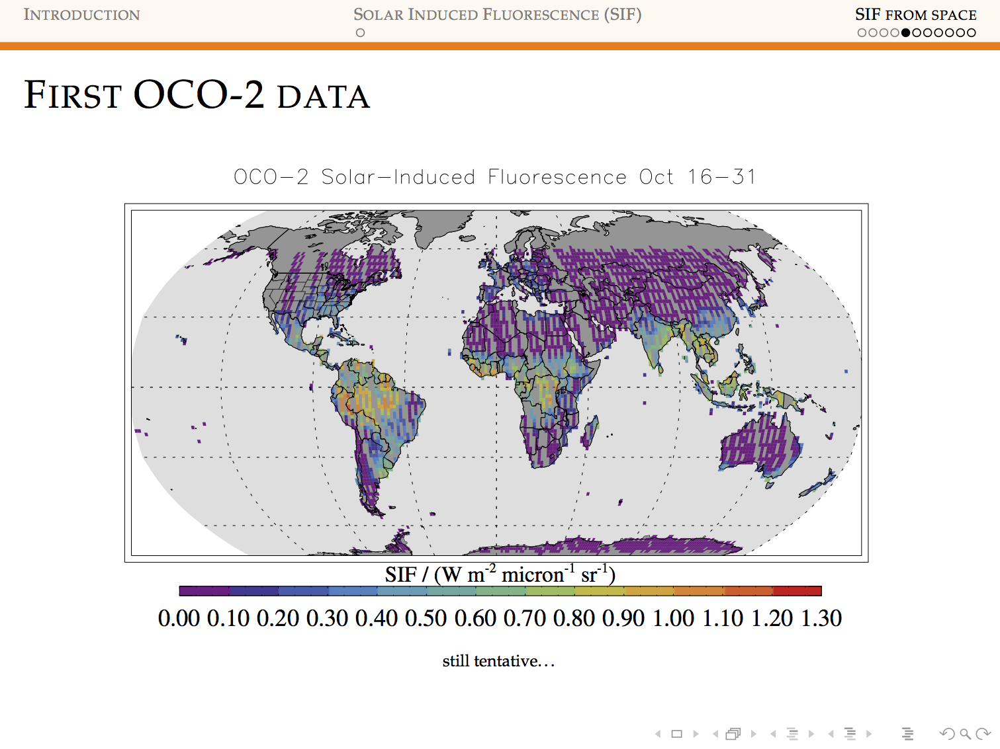 INTRODUCTION
SOLAR INDUCED FLUORESCENCE (SIF)
SIF FROM SPACE
FIRST OCO-2 DATA
OCO−2 Solar−Induced Fluorescence Oct 16−31
SIF / (W m⁻² micron⁻¹ sr⁻¹)
0.00 0.10 0.20 0.30 0.40 0.50 0.60 0.70 0.80 0.90 1.00 1.10 1.20 1.30
still tentative...